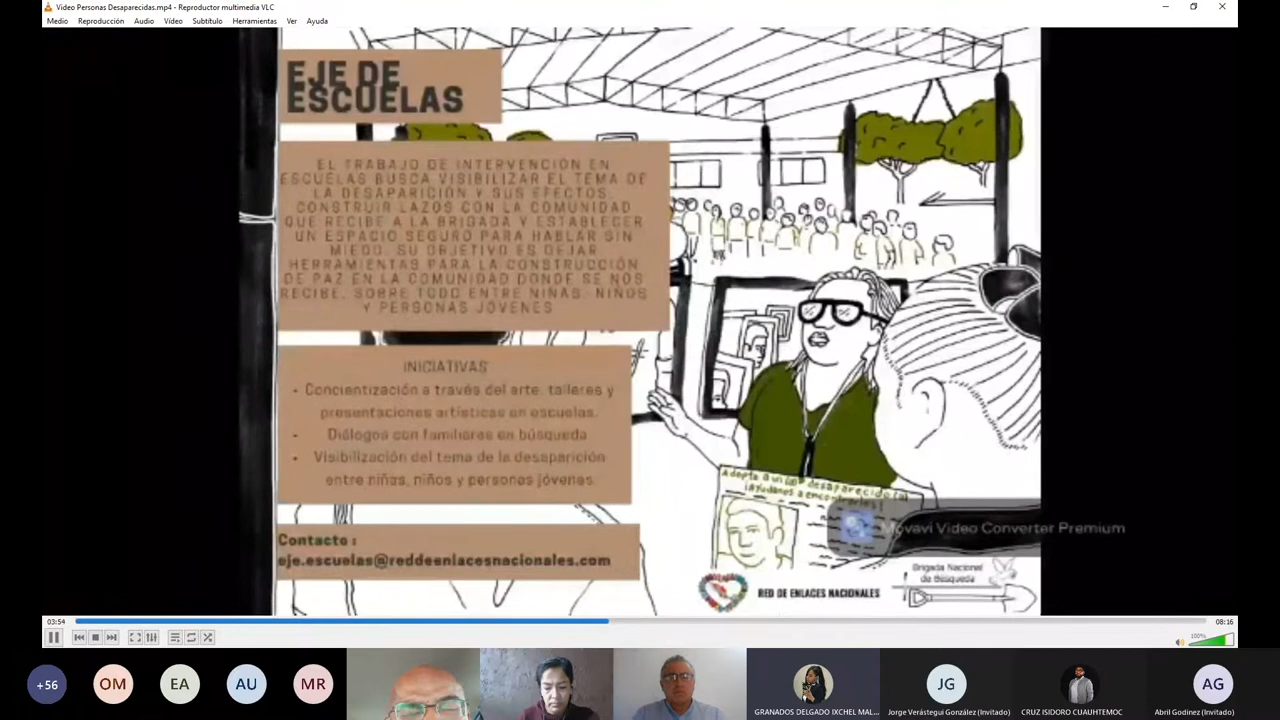 Video Personas Desaparecidas.mp4 - Reproductor multimedia VLC
Medio Reproducción Audio Vídeo Subtítulo Herramientas Ver Ayuda
EJE DE
ESCUELAS
EL TRABAJO DE INTERVENCIÓN EN
ESCUELAS BUSCA VISIBILIZAR EL TEMA DE
LA DESAPARICIÓN Y SUS EFECTOS,
CONSTRUIR LAZOS CON LA COMUNIDAD
QUE RECIBE A LA BRIGADA Y ESTABLECER
UN ESPACIO SEGURO PARA HABLAR SIN
MIEDO. SU OBJETIVO ES DEJAR
HERRAMIENTAS PARA LA CONSTRUCCIÓN
DE PAZ EN LA COMUNIDAD DONDE SE NOS
RECIBE, SOBRE TODO ENTRE NIÑAS, NIÑOS
Y PERSONAS JÓVENES
INICIATIVAS
• Concientización a través del arte: talleres y
presentaciones artísticas en escuelas.
• Diálogos con familiares en búsqueda
• Visibilización del tema de la desaparición
entre niñas, niños y personas jóvenes
Contacto :
eje.escuelas@reddeenlacesnacionales.com
Adopta a un desaparecido (a)
¡Ayúdanos a encontrarles!
Movavi Video Converter Premium
RED DE ENLACES NACIONALES
Brigada Nacional
de Búsqueda
03:54
08:16
100%
+56
OM
EA
AU
MR
JG
AG
GRANADOS DELGADO IXCHEL MAL...
Jorge Verástegui González (Invitado)
CRUZ ISIDORO CUAUHTEMOC
Abril Godinez (Invitado)